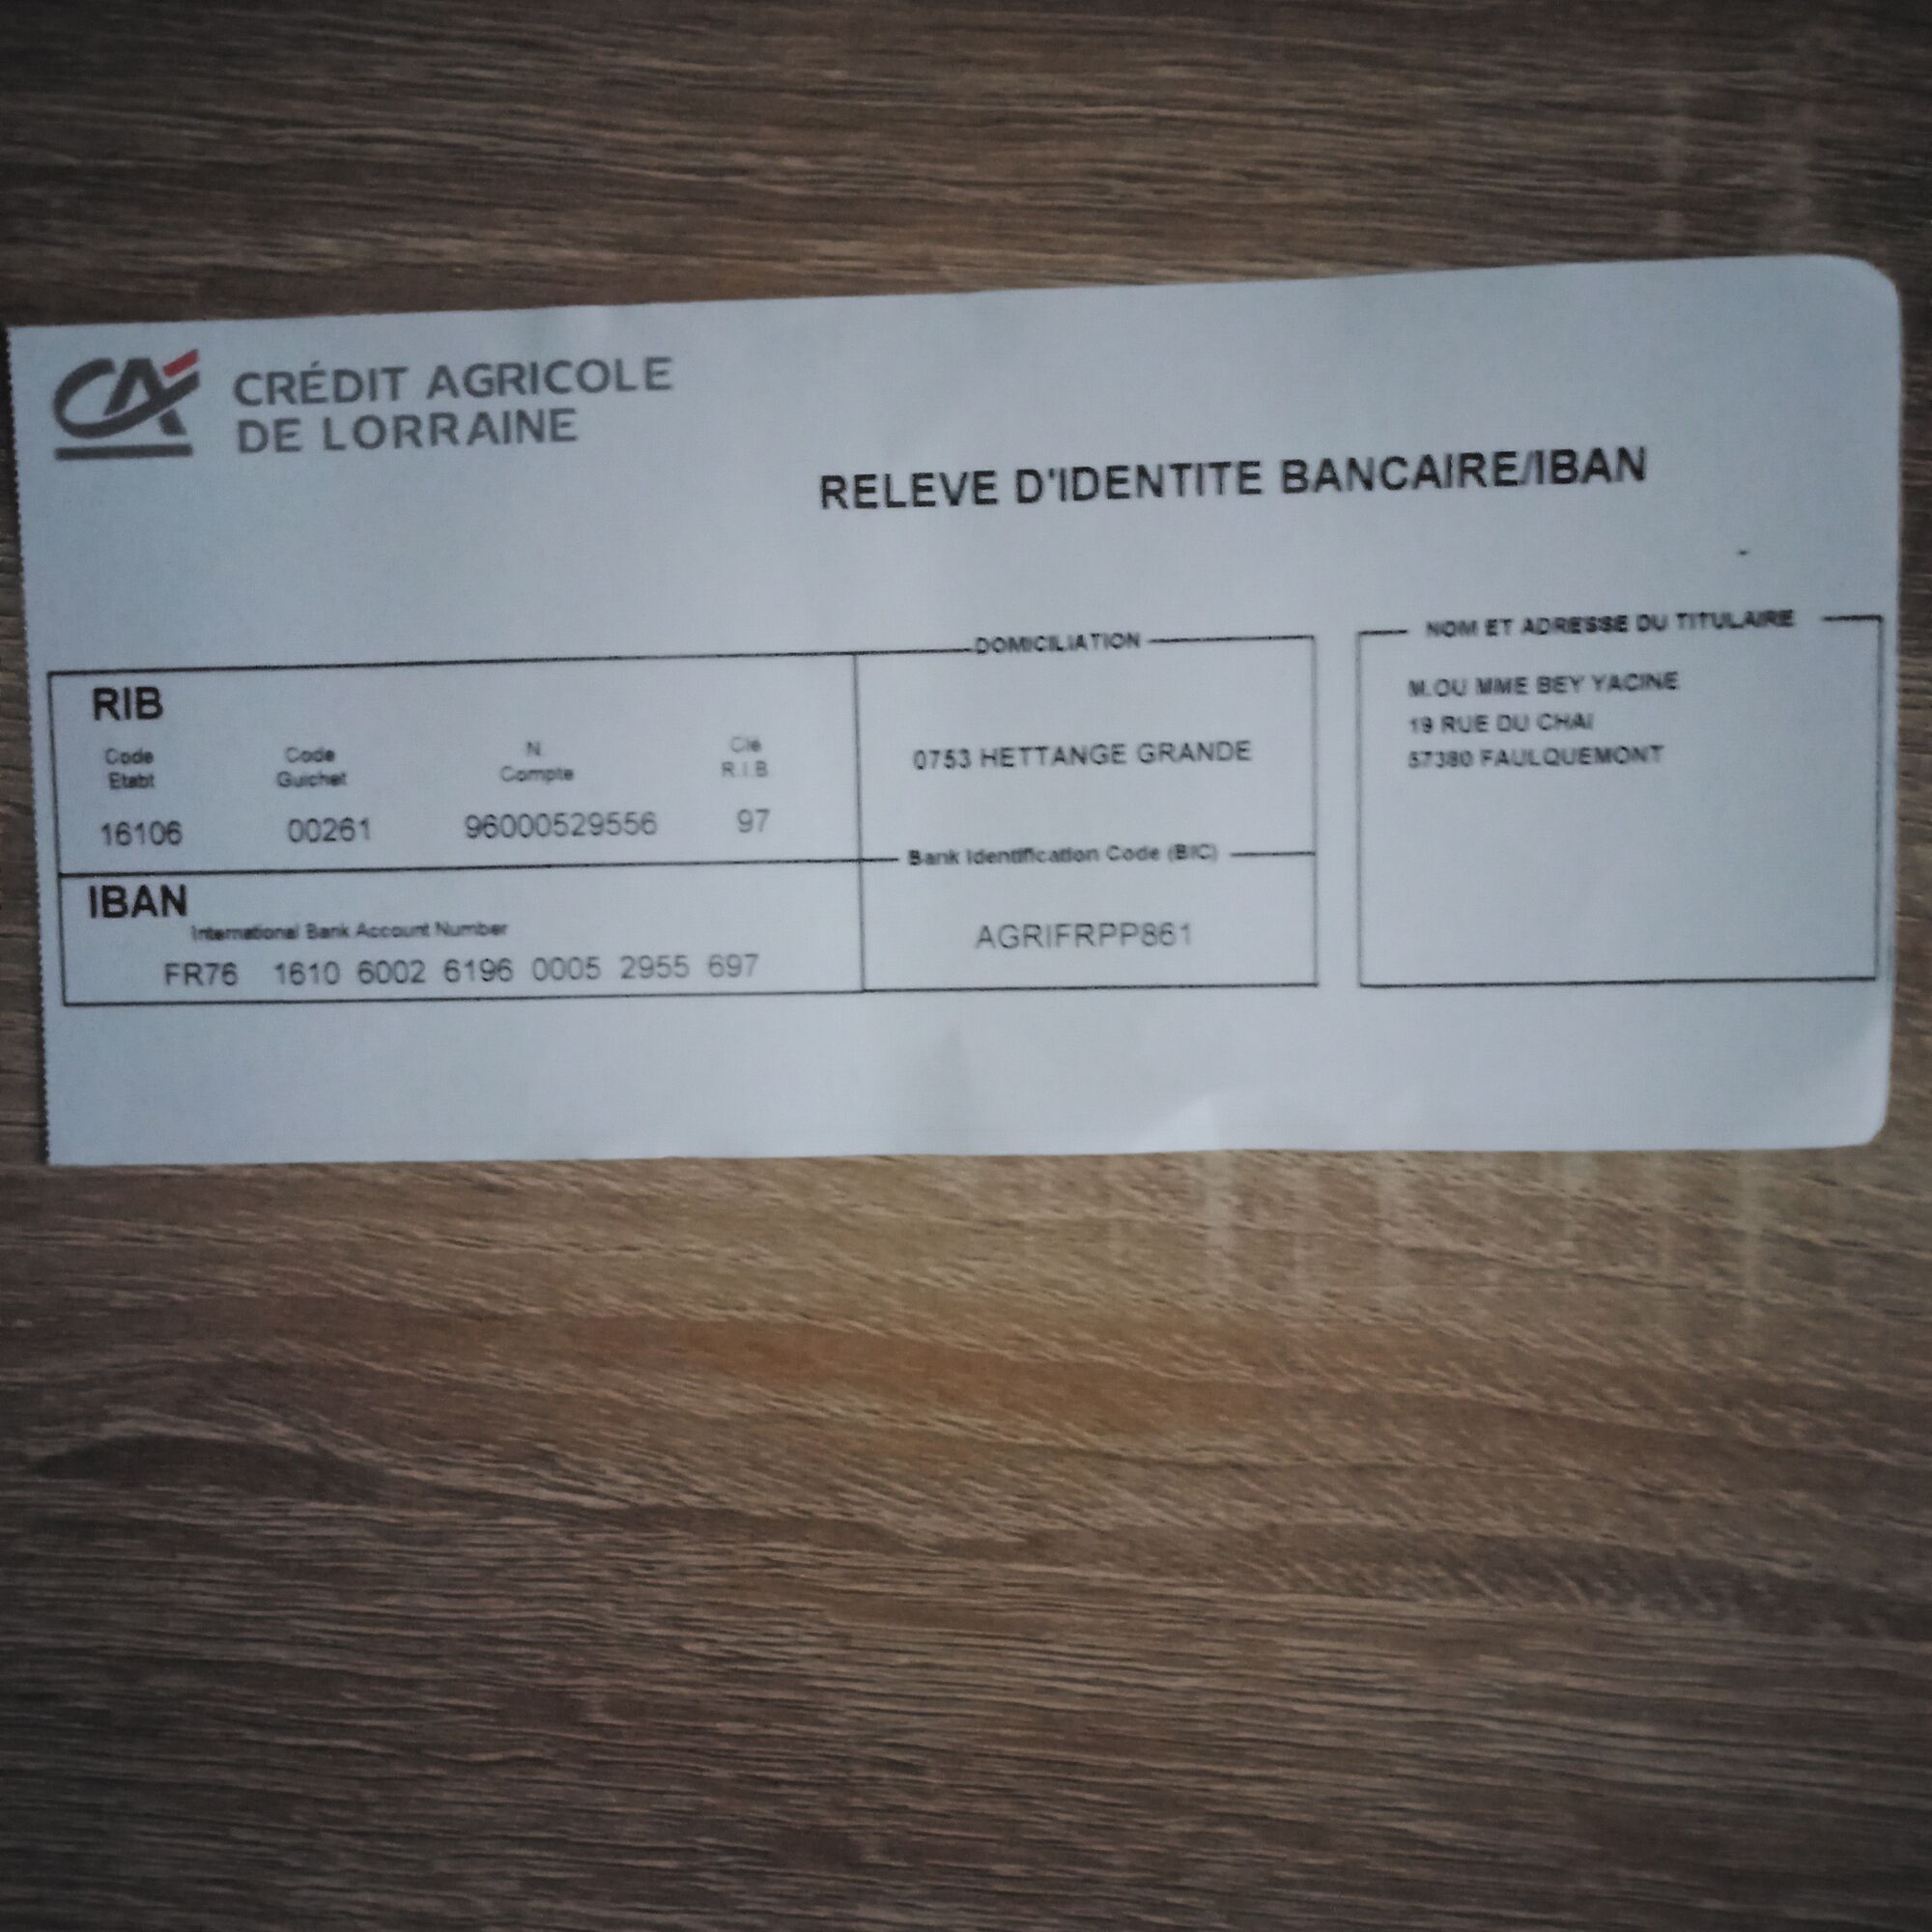 CRÉDIT AGRICOLE
DE LORRAINE
RELEVE D'IDENTITE BANCAIRE/IBAN
RIB
Code Etabt
Code Guichet
N. Compte
Clé R.I.B
16106 00261 96000529556 97
DOMICILIATION
0753 HETTANGE GRANDE
NOM ET ADRESSE DU TITULAIRE
M.OU MME BEY YACINE
19 RUE DU CHAI
57380 FAULQUEMONT
IBAN
International Bank Account Number
FR76 1610 6002 6196 0005 2955 697
Bank Identification Code (BIC)
AGRIFRPP861